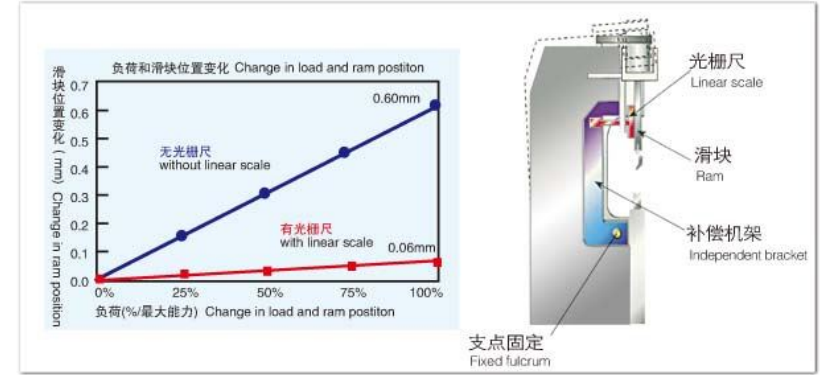 负荷和滑块位置变化 Change in load and ram postiton
滑块位置变化（mm) Change in ram position
0.7
0.6
0.5
0.4
0.3
0.2
0.1
0.0
0.60mm
无光栅尺
without linear scale
有光栅尺
with linear scale
0.06mm
0%
25%
50%
75%
100%
负荷(%/最大能力) Change in load and ram postiton
光栅尺
Linear scale
滑块
Ram
补偿机架
Independent bracket
支点固定
Fixed fulcrum